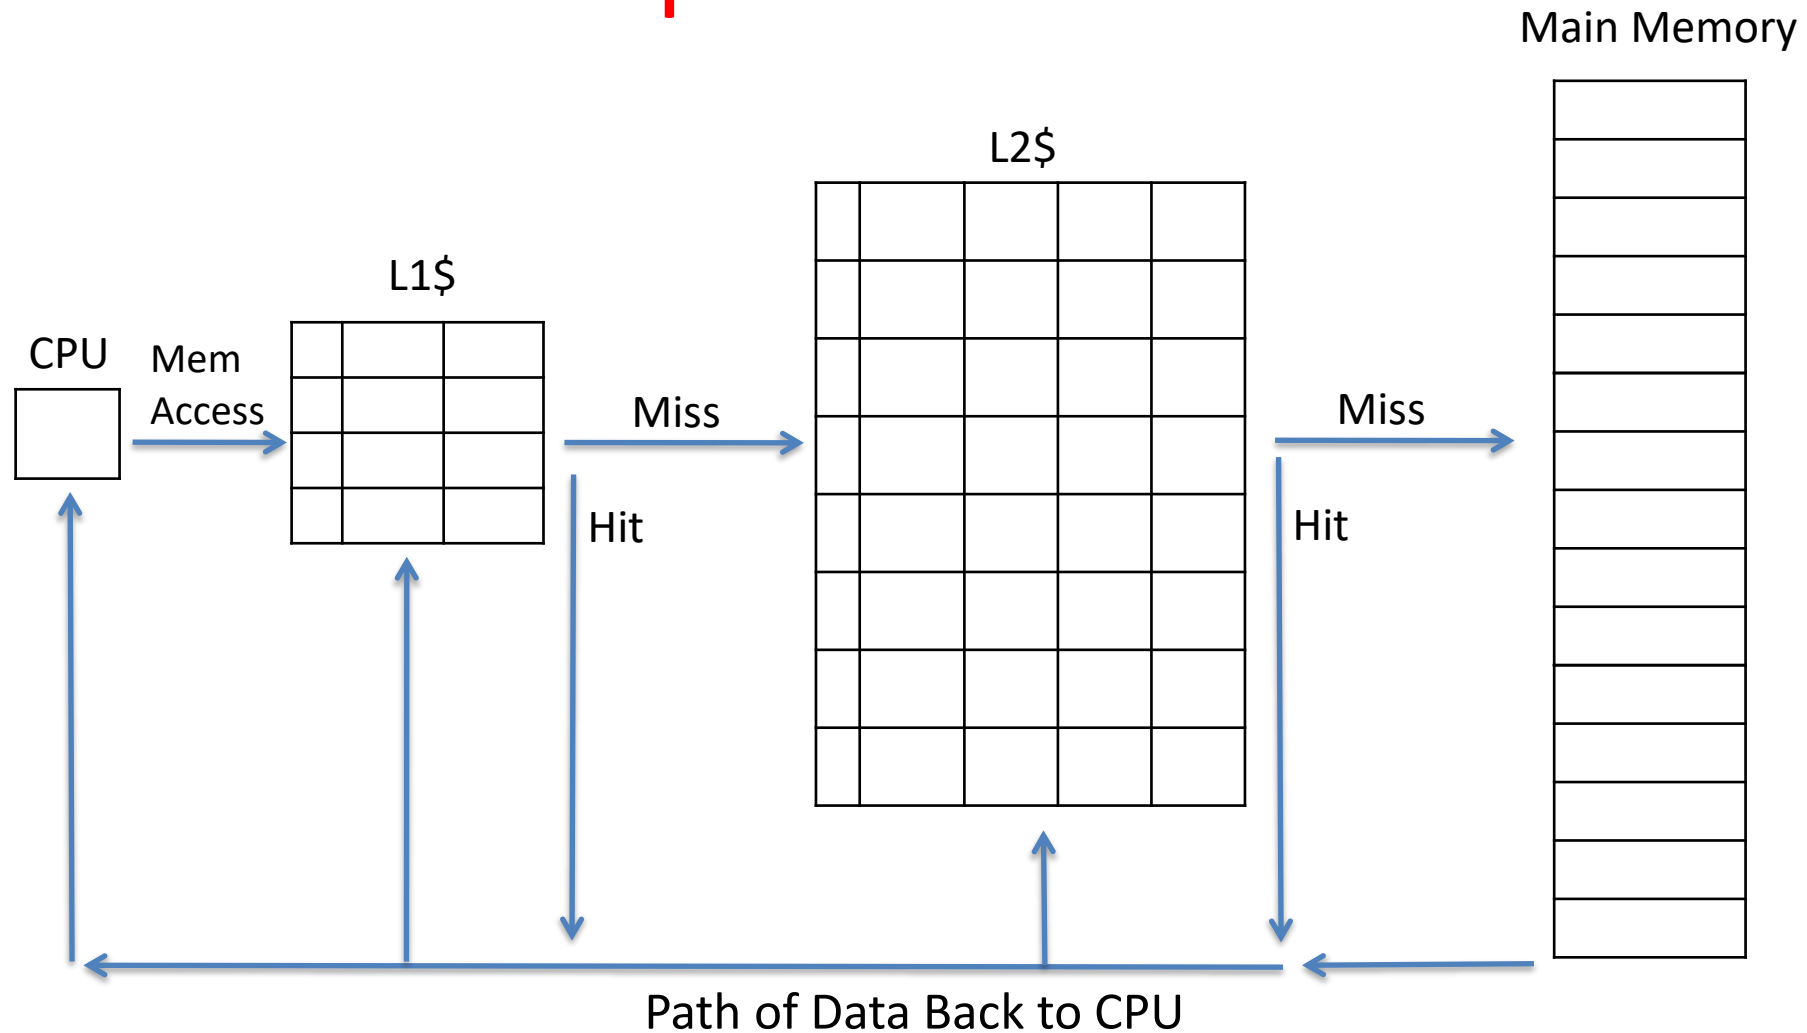 Main Memory
L2$
L1$
CPU
Mem
Access
Miss
Miss
Hit
Hit
Path of Data Back to CPU